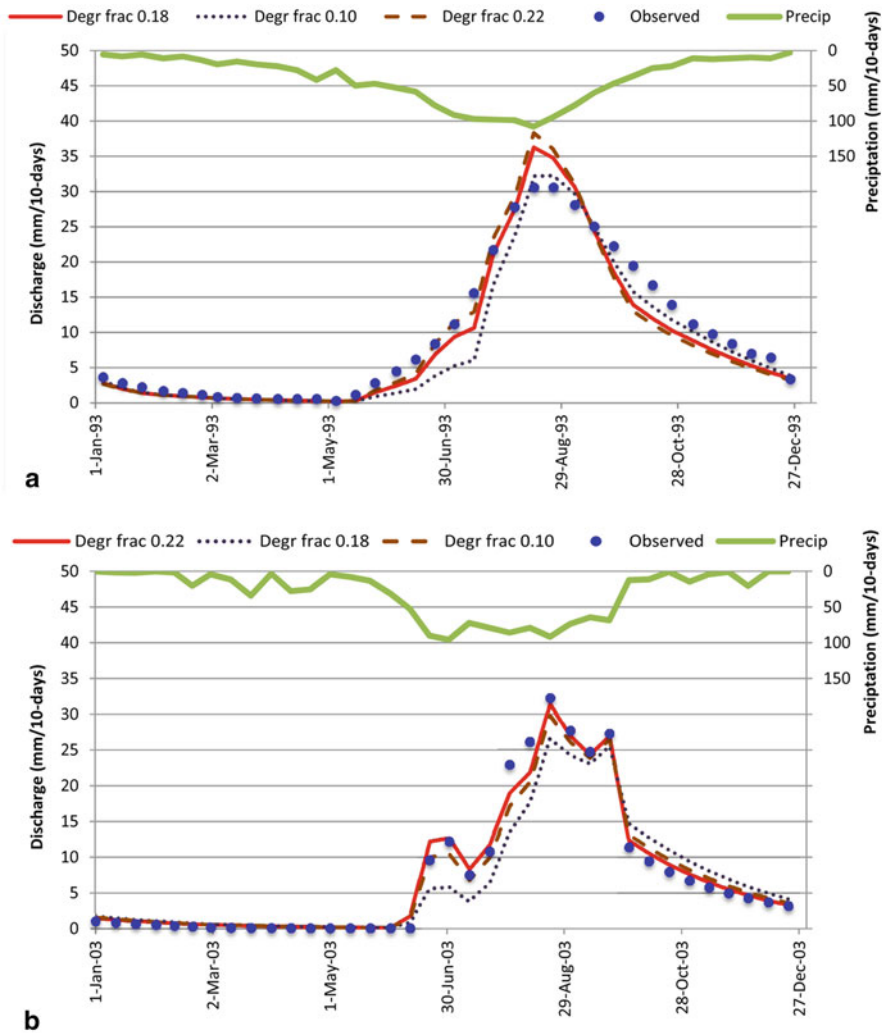 Degr frac 0.18 Degr frac 0.10 Degr frac 0.22 Observed Precip
50
45
40
35
30
25
20
15
10
5
0
Discharge (mm/10-days)
0
50
100
150
Preciptation (mm/10-days)
1-Jan-93
2-Mar-93
1-May-93
30-Jun-93
29-Aug-93
28-Oct-93
27-Dec-93
a
Degr frac 0.22 Degr frac 0.18 Degr frac 0.10 Observed Precip
50
45
40
35
30
25
20
15
10
5
0
Discharge (mm/10-days)
0
50
100
150
Preciptation (mm/10-days)
1-Jan-03
2-Mar-03
1-May-03
30-Jun-03
29-Aug-03
28-Oct-03
27-Dec-03
b